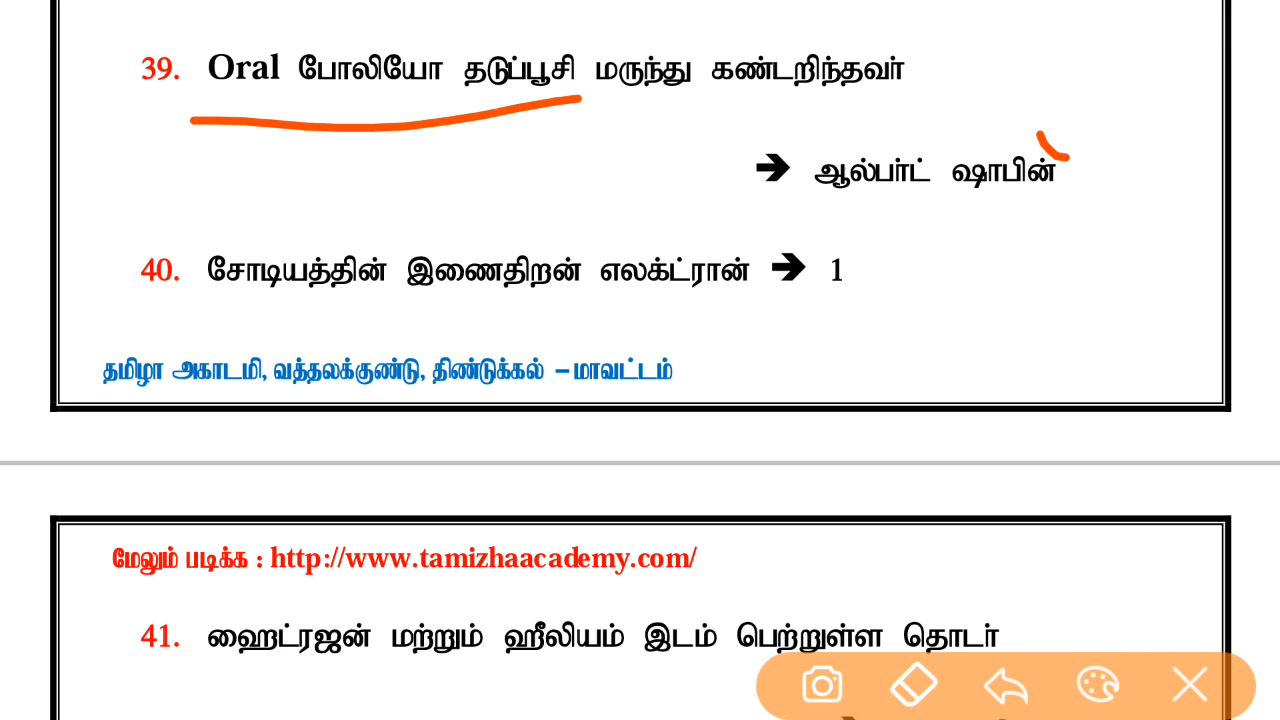 39. Oral போலியோ தடுப்பூசி மருந்து கண்டறிந்தவர்
➔ ஆல்பர்ட் ஷாபின்
40. சோடியத்தின் இணைதிறன் எலக்ட்ரான் ➔ 1
தமிழா அகாடமி, வத்தலக்குண்டு, திண்டுக்கல் – மாவட்டம்
மேலும் படிக்க : http://www.tamizhaacademy.com/
41. ஹைட்ரஜன் மற்றும் ஹீலியம் இடம் பெற்றுள்ள தொடர்